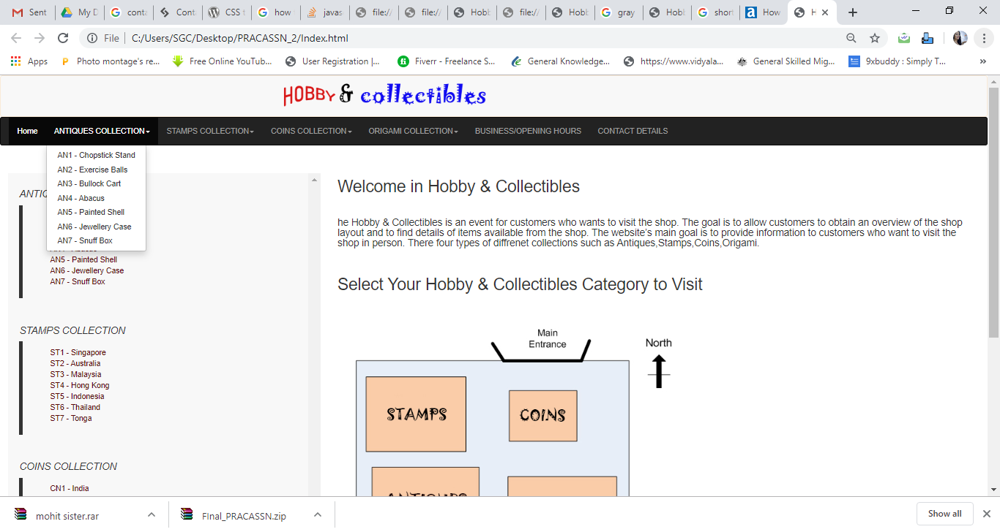 Sent
My D
conta
Cont
CSS t
how
javas
file:/
file:/
Hobb
file:/
Hobb
gray
Hobb
short
How
H
File
C:/Users/SGC/Desktop/PRACASSN_2/Index.html
Apps
Photo montage's re...
Free Online YouTub...
User Registration |...
Fiverr - Freelance S...
General Knowledge...
https://www.vidyala...
General Skilled Mig...
9xbuddy : Simply T...
HOBBY & collectibles
Home ANTIQUES COLLECTION STAMPS COLLECTION COINS COLLECTION ORIGAMI COLLECTION BUSINESS/OPENING HOURS CONTACT DETAILS
AN1 - Chopstick Stand
AN2 - Exercise Balls
AN3 - Bullock Cart
AN4 - Abacus
AN5 - Painted Shell
AN6 - Jewellery Case
AN7 - Snuff Box
ANTIQ
AN5 - Painted Shell
AN6 - Jewellery Case
AN7 - Snuff Box
STAMPS COLLECTION
ST1 - Singapore
ST2 - Australia
ST3 - Malaysia
ST4 - Hong Kong
ST5 - Indonesia
ST6 - Thailand
ST7 - Tonga
COINS COLLECTION
CN1 - India
Welcome in Hobby & Collectibles
he Hobby & Collectibles is an event for customers who wants to visit the shop. The goal is to allow customers to obtain an overview of the shop
layout and to find details of items available from the shop. The website's main goal is to provide information to customers who want to visit the
shop in person. There four types of diffrenet collections such as Antiques,Stamps,Coins,Origami.
Select Your Hobby & Collectibles Category to Visit
Main
Entrance
North
STAMPS
COINS
ANTIQUES
mohit sister.rar
FInal_PRACASSN.zip
Show all